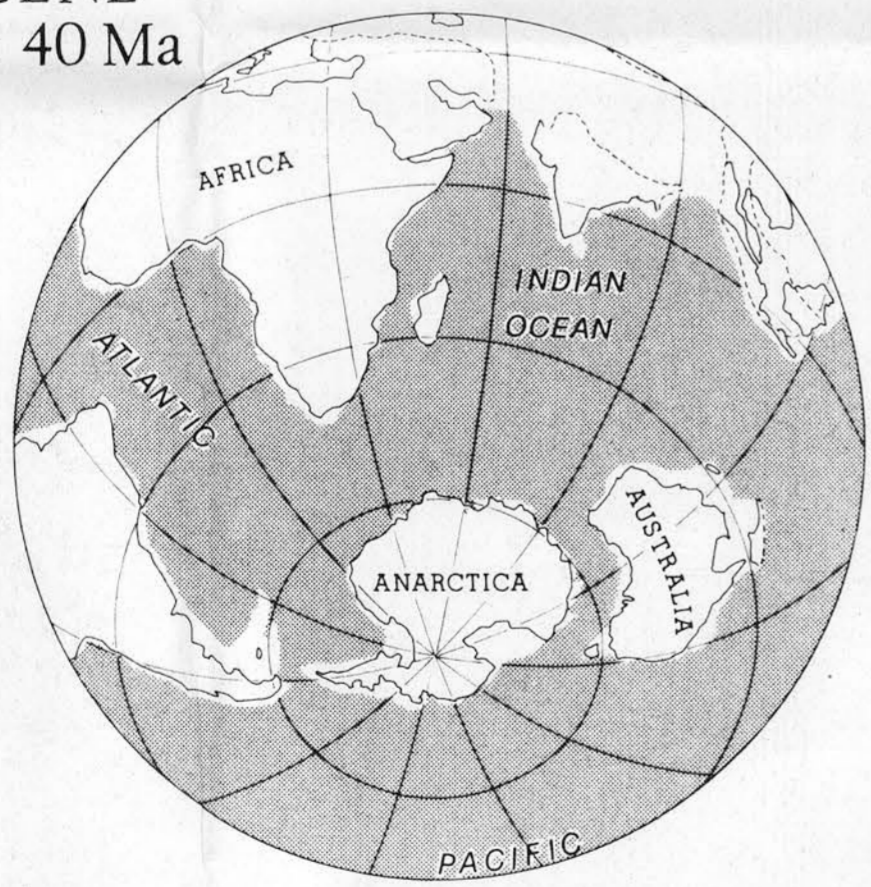 40 Ma
AFRICA
INDIAN
OCEAN
ATLANTIC
AUSTRALIA
ANARCTICA
PACIFIC